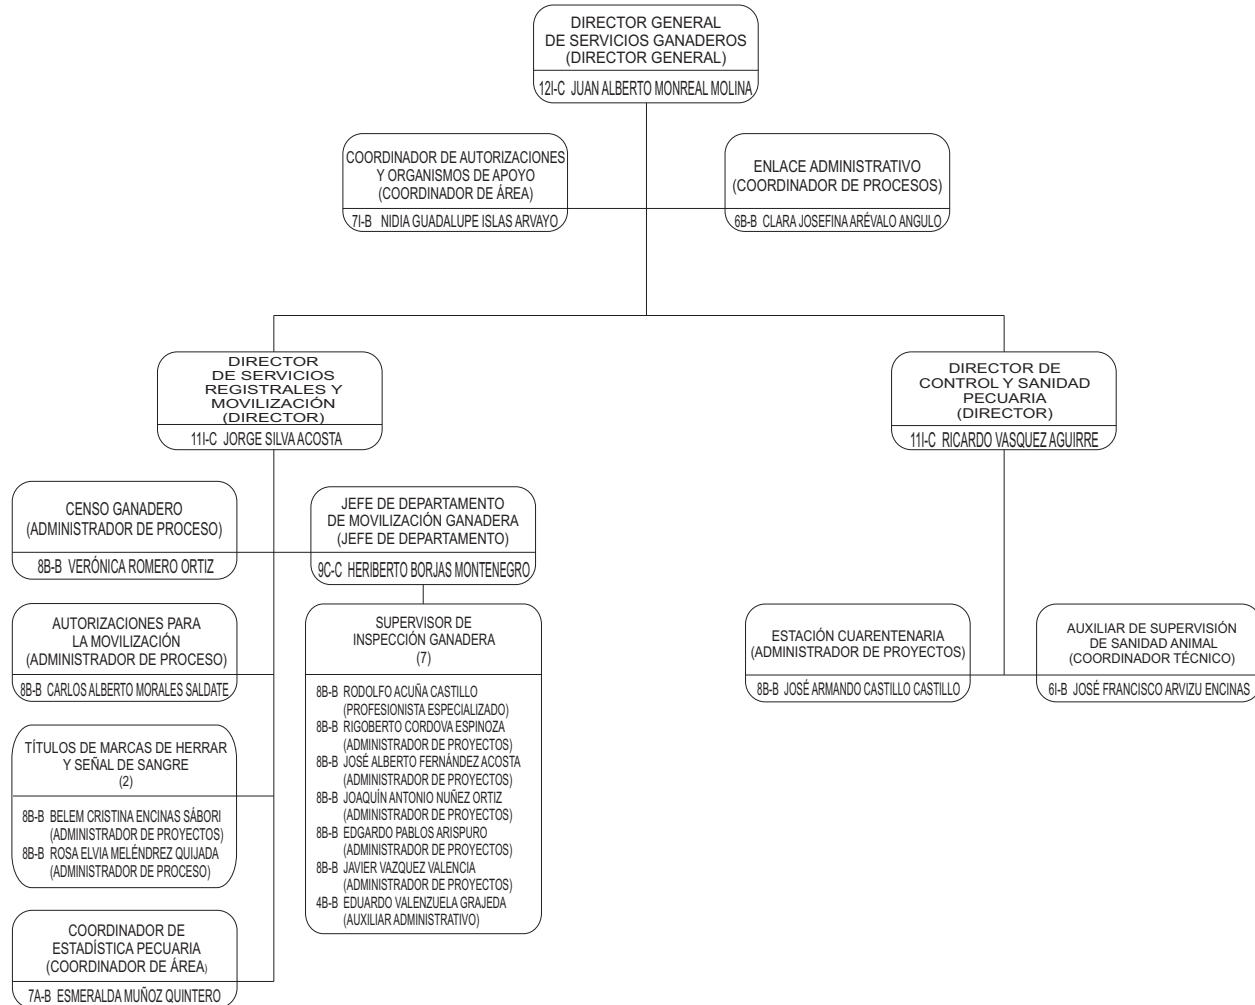 DIRECTOR GENERAL
DE SERVICIOS GANADEROS
(DIRECTOR GENERAL)
12I-C JUAN ALBERTO MONREAL MOLINA
COORDINADOR DE AUTORIZACIONES
Y ORGANISMOS DE APOYO
(COORDINADOR DE ÁREA)
7I-B NIDIA GUADALUPE ISLAS ARVAYO
ENLACE ADMINISTRATIVO
(COORDINADOR DE PROCESOS)
6B-B CLARA JOSEFINA ARÉVALO ANGULO
DIRECTOR
DE SERVICIOS
REGISTRALES Y
MOVILIZACIÓN
(DIRECTOR)
11I-C JORGE SILVA ACOSTA
DIRECTOR DE
CONTROL Y SANIDAD
PECUARIA
(DIRECTOR)
11I-C RICARDO VASQUEZ AGUIRRE
CENSO GANADERO
(ADMINISTRADOR DE PROCESO)
8B-B VERÓNICA ROMERO ORTIZ
JEFE DE DEPARTAMENTO
DE MOVILIZACIÓN GANADERA
(JEFE DE DEPARTAMENTO)
9C-C HERIBERTO BORJAS MONTENEGRO
AUTORIZACIONES PARA
LA MOVILIZACIÓN
(ADMINISTRADOR DE PROCESO)
8B-B CARLOS ALBERTO MORALES SALDATE
SUPERVISOR DE
INSPECCIÓN GANADERA
(7)
8B-B RODOLFO ACUÑA CASTILLO
(PROFESIONISTA ESPECIALIZADO)
8B-B RIGOBERTO CORDOVA ESPINOZA
(ADMINISTRADOR DE PROYECTOS)
8B-B JOSÉ ALBERTO FERNÁNDEZ ACOSTA
(ADMINISTRADOR DE PROYECTOS)
8B-B JOAQUÍN ANTONIO NUÑEZ ORTIZ
(ADMINISTRADOR DE PROYECTOS)
8B-B EDGARDO PABLOS ARISPURO
(ADMINISTRADOR DE PROYECTOS)
8B-B JAVIER VAZQUEZ VALENCIA
(ADMINISTRADOR DE PROYECTOS)
4B-B EDUARDO VALENZUELA GRAJEDA
(AUXILIAR ADMINISTRATIVO)
ESTACIÓN CUARENTENARIA
(ADMINISTRADOR DE PROYECTOS)
8B-B JOSÉ ARMANDO CASTILLO CASTILLO
AUXILIAR DE SUPERVISIÓN
DE SANIDAD ANIMAL
(COORDINADOR TÉCNICO)
6I-B JOSÉ FRANCISCO ARVIZU ENCINAS
TÍTULOS DE MARCAS DE HERRAR
Y SEÑAL DE SANGRE
(2)
8B-B BELEM CRISTINA ENCINAS SÁBORI
(ADMINISTRADOR DE PROYECTOS)
8B-B ROSA ELVIA MELÉNDREZ QUIJADA
(ADMINISTRADOR DE PROCESO)
COORDINADOR DE
ESTADÍSTICA PECUARIA
(COORDINADOR DE ÁREA)
7A-B ESMERALDA MUÑOZ QUINTERO